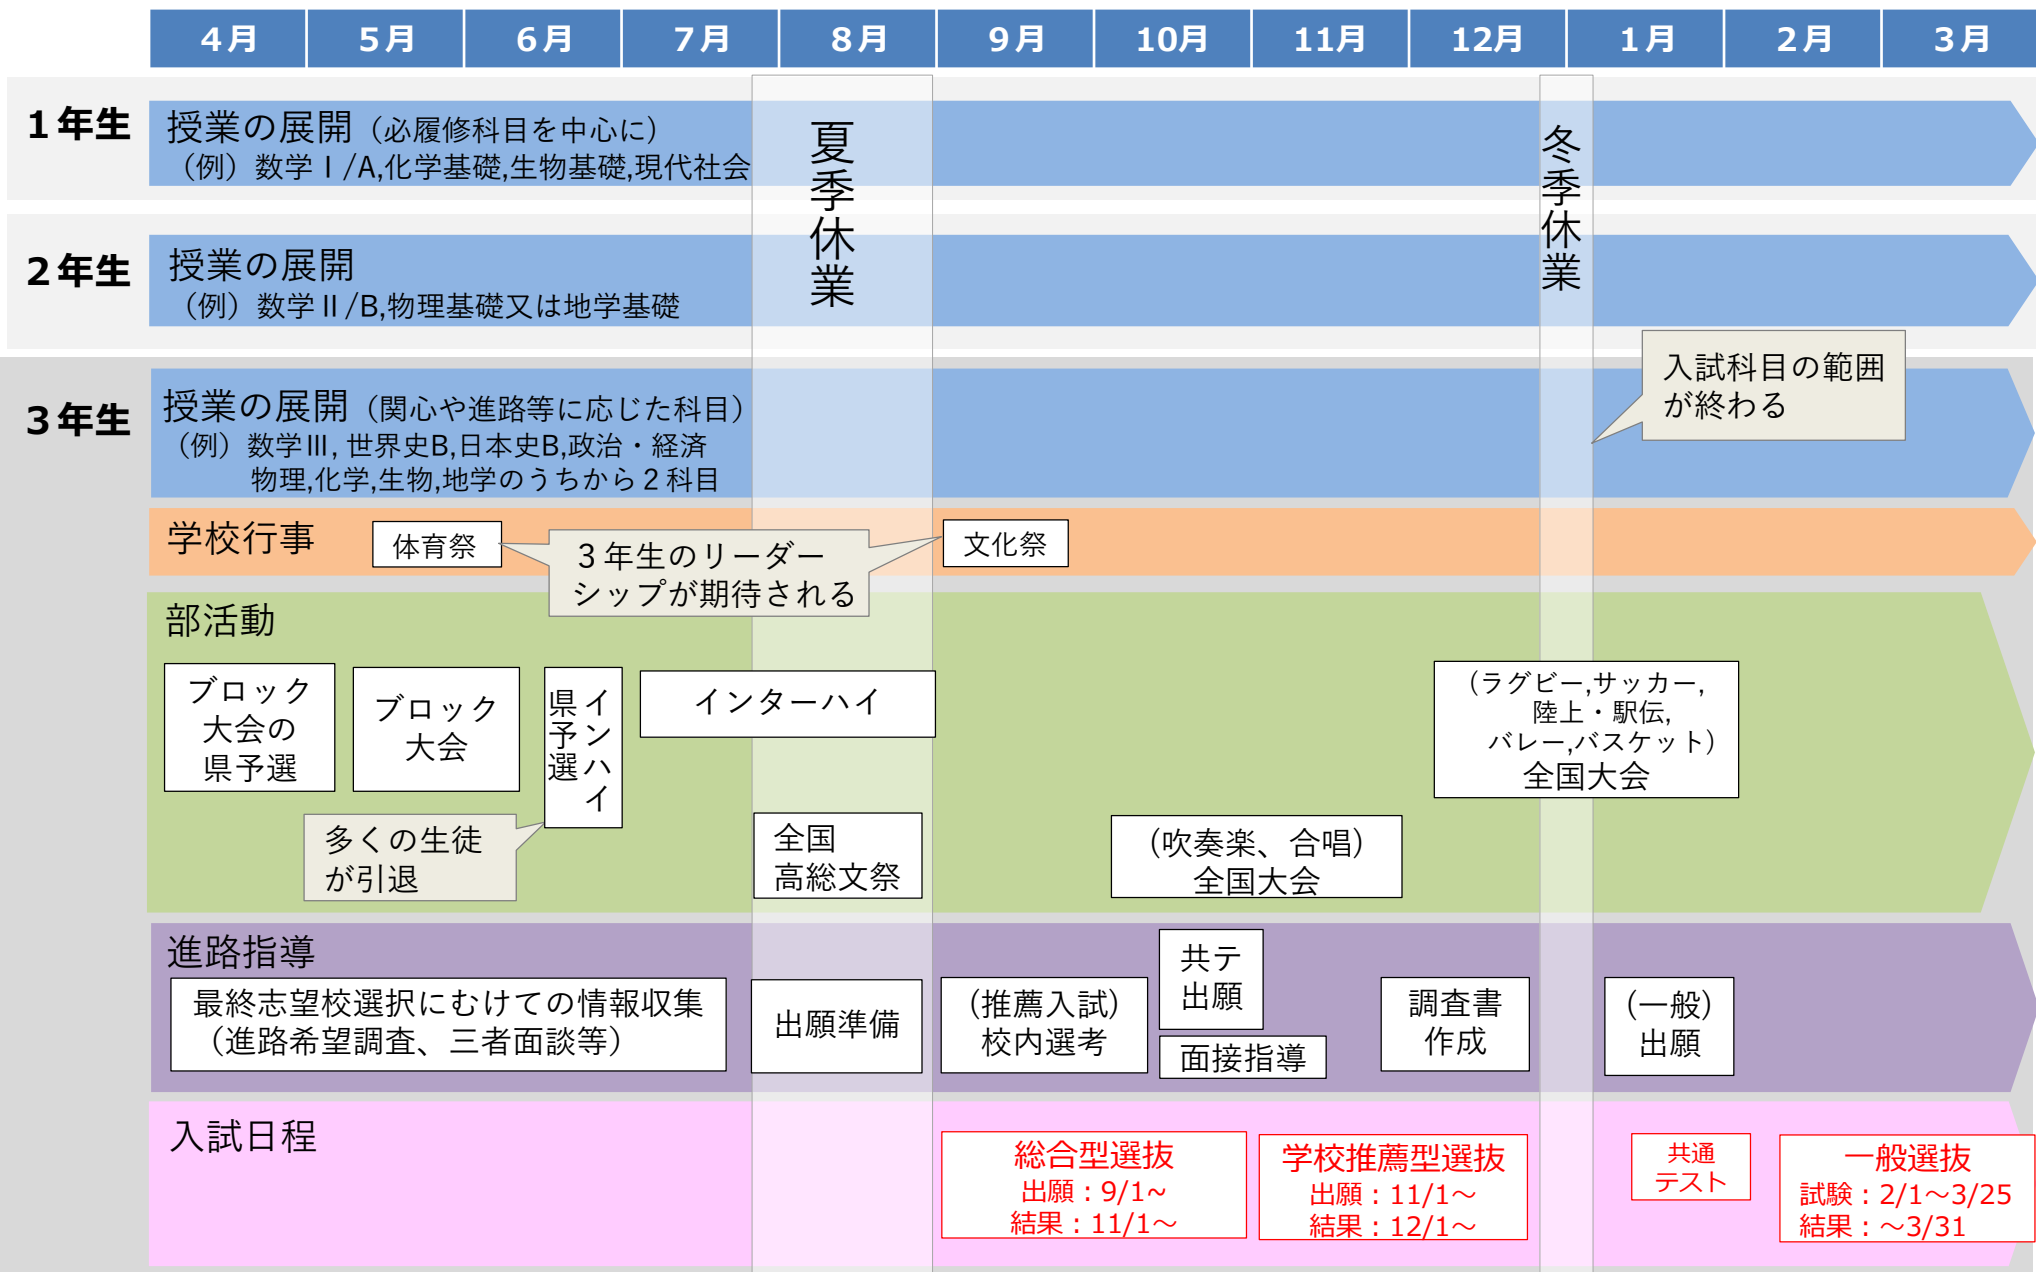 4月 5月 6月 7月 8月 9月 10月 11月 12月 1月 2月 3月
1年生
授業の展開（必履修科目を中心に）
（例）数学Ⅰ/A,化学基礎,生物基礎,現代社会
夏季休業
冬季休業
2年生
授業の展開
（例）数学Ⅱ/B,物理基礎又は地学基礎
3年生
授業の展開（関心や進路等に応じた科目）
（例）数学Ⅲ, 世界史B,日本史B,政治・経済
物理,化学,生物,地学のうちから２科目
入試科目の範囲
が終わる
学校行事
体育祭
３年生のリーダー
シップが期待される
文化祭
部活動
ブロック
大会の
県予選
ブロック
大会
インハイ
県予選
インターハイ
（ラグビー,サッカー,
陸上・駅伝,
バレー,バスケット）
全国大会
多くの生徒
が引退
全国
高総文祭
（吹奏楽、合唱）
全国大会
進路指導
最終志望校選択にむけての情報収集
（進路希望調査、三者面談等）
出願準備
（推薦入試）
校内選考
共テ
出願
面接指導
調査書
作成
（一般）
出願
入試日程
総合型選抜
出願：9/1~
結果：11/1～
学校推薦型選抜
出願：11/1～
結果：12/1～
共通
テスト
一般選抜
試験：2/1～3/25
結果：～3/31